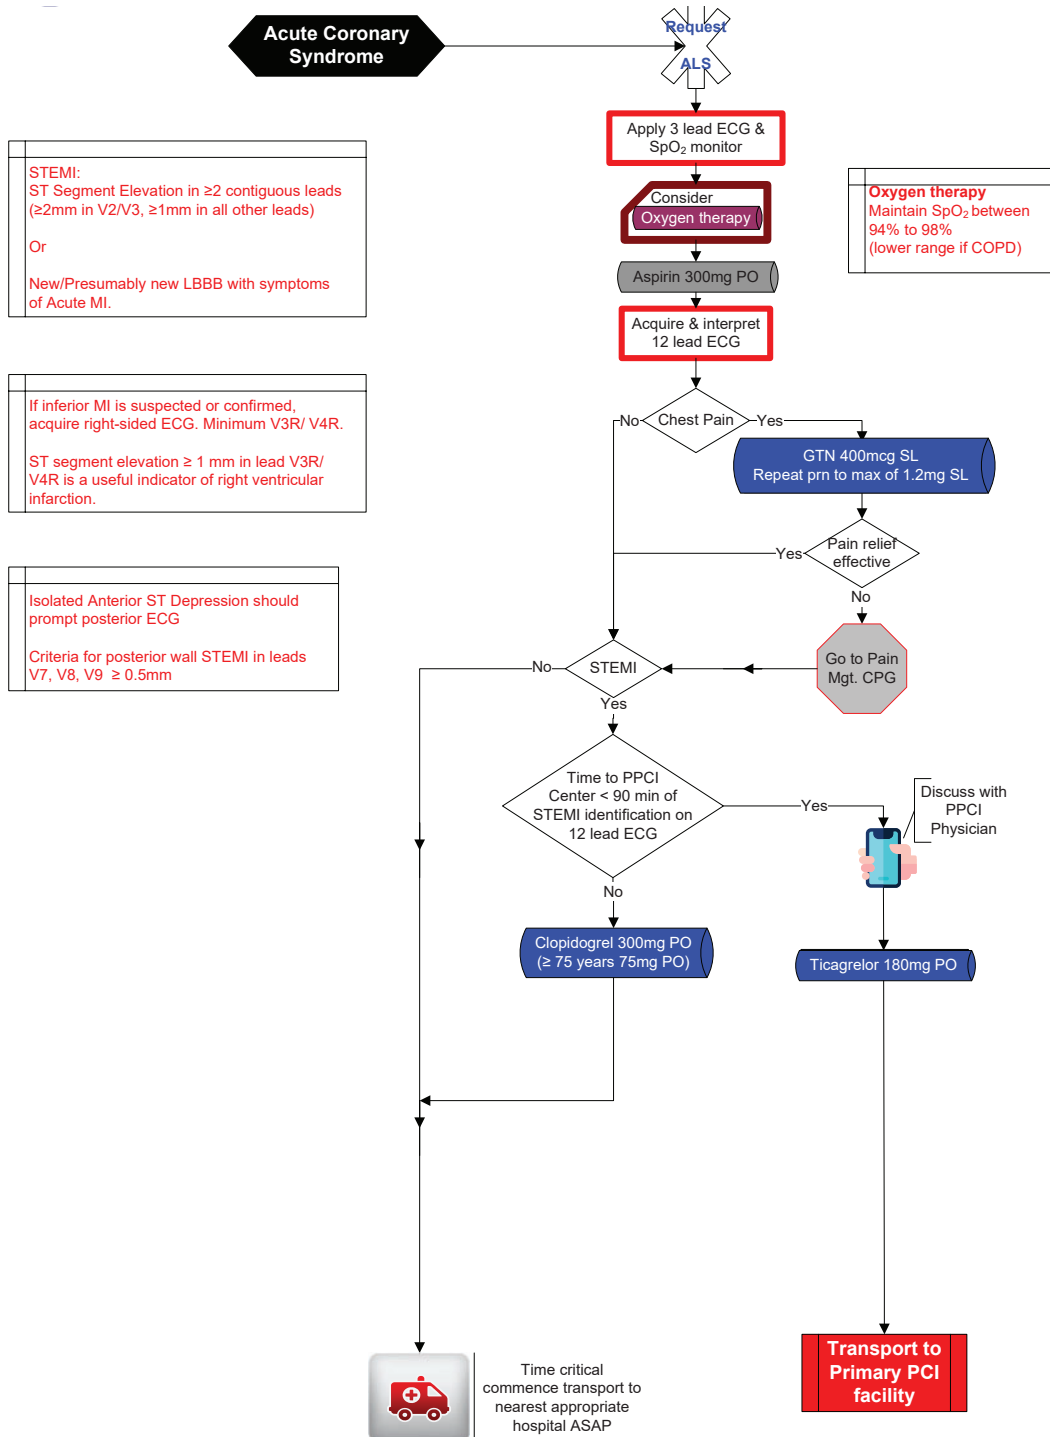 Acute Coronary
Syndrome
Request
ALS
Apply 3 lead ECG &
SpO₂ monitor
STEMI:
ST Segment Elevation in ≥2 contiguous leads
(≥2mm in V2/V3, ≥1mm in all other leads)
Or
New/Presumably new LBBB with symptoms
of Acute MI.
Consider
Oxygen therapy
Oxygen therapy
Maintain SpO₂ between
94% to 98%
(lower range if COPD)
Aspirin 300mg PO
Acquire & interpret
12 lead ECG
If inferior MI is suspected or confirmed,
acquire right-sided ECG. Minimum V3R/ V4R.
ST segment elevation ≥ 1 mm in lead V3R/
V4R is a useful indicator of right ventricular
infarction.
No
Chest Pain
Yes
GTN 400mcg SL
Repeat prn to max of 1.2mg SL
Yes
Pain relief
effective
No
Isolated Anterior ST Depression should
prompt posterior ECG
Criteria for posterior wall STEMI in leads
V7, V8, V9 ≥ 0.5mm
No
STEMI
Go to Pain
Mgt. CPG
Yes
Time to PPCI
Center < 90 min of
STEMI identification on
12 lead ECG
Yes
Discuss with
PPCI
Physician
No
Clopidogrel 300mg PO
(≥ 75 years 75mg PO)
Ticagrelor 180mg PO
Time critical
commence transport to
nearest appropriate
hospital ASAP
Transport to
Primary PCI
facility